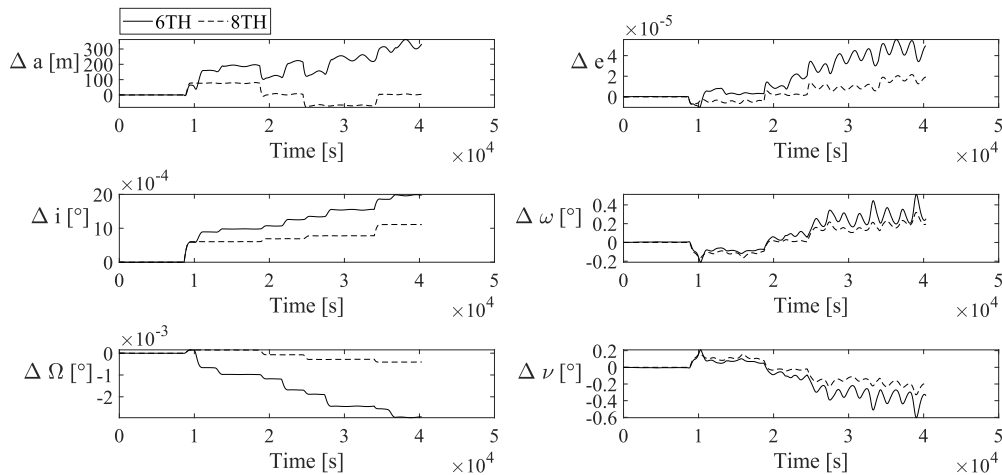 6TH 8TH
Δ a [m]
300
200
100
0
0 1 2 3 4 5
Time [s]
×10^4
×10^-5
Δ e
4
2
0
0 1 2 3 4 5
Time [s]
×10^4
×10^-4
Δ i [°]
20
10
0
0 1 2 3 4 5
Time [s]
×10^4
Δ ω [°]
0.4
0.2
0
-0.2
0 1 2 3 4 5
Time [s]
×10^4
×10^-3
Δ Ω [°]
0
-1
-2
0 1 2 3 4 5
Time [s]
×10^4
Δ ν [°]
0.2
0
-0.2
-0.4
-0.6
0 1 2 3 4 5
Time [s]
×10^4